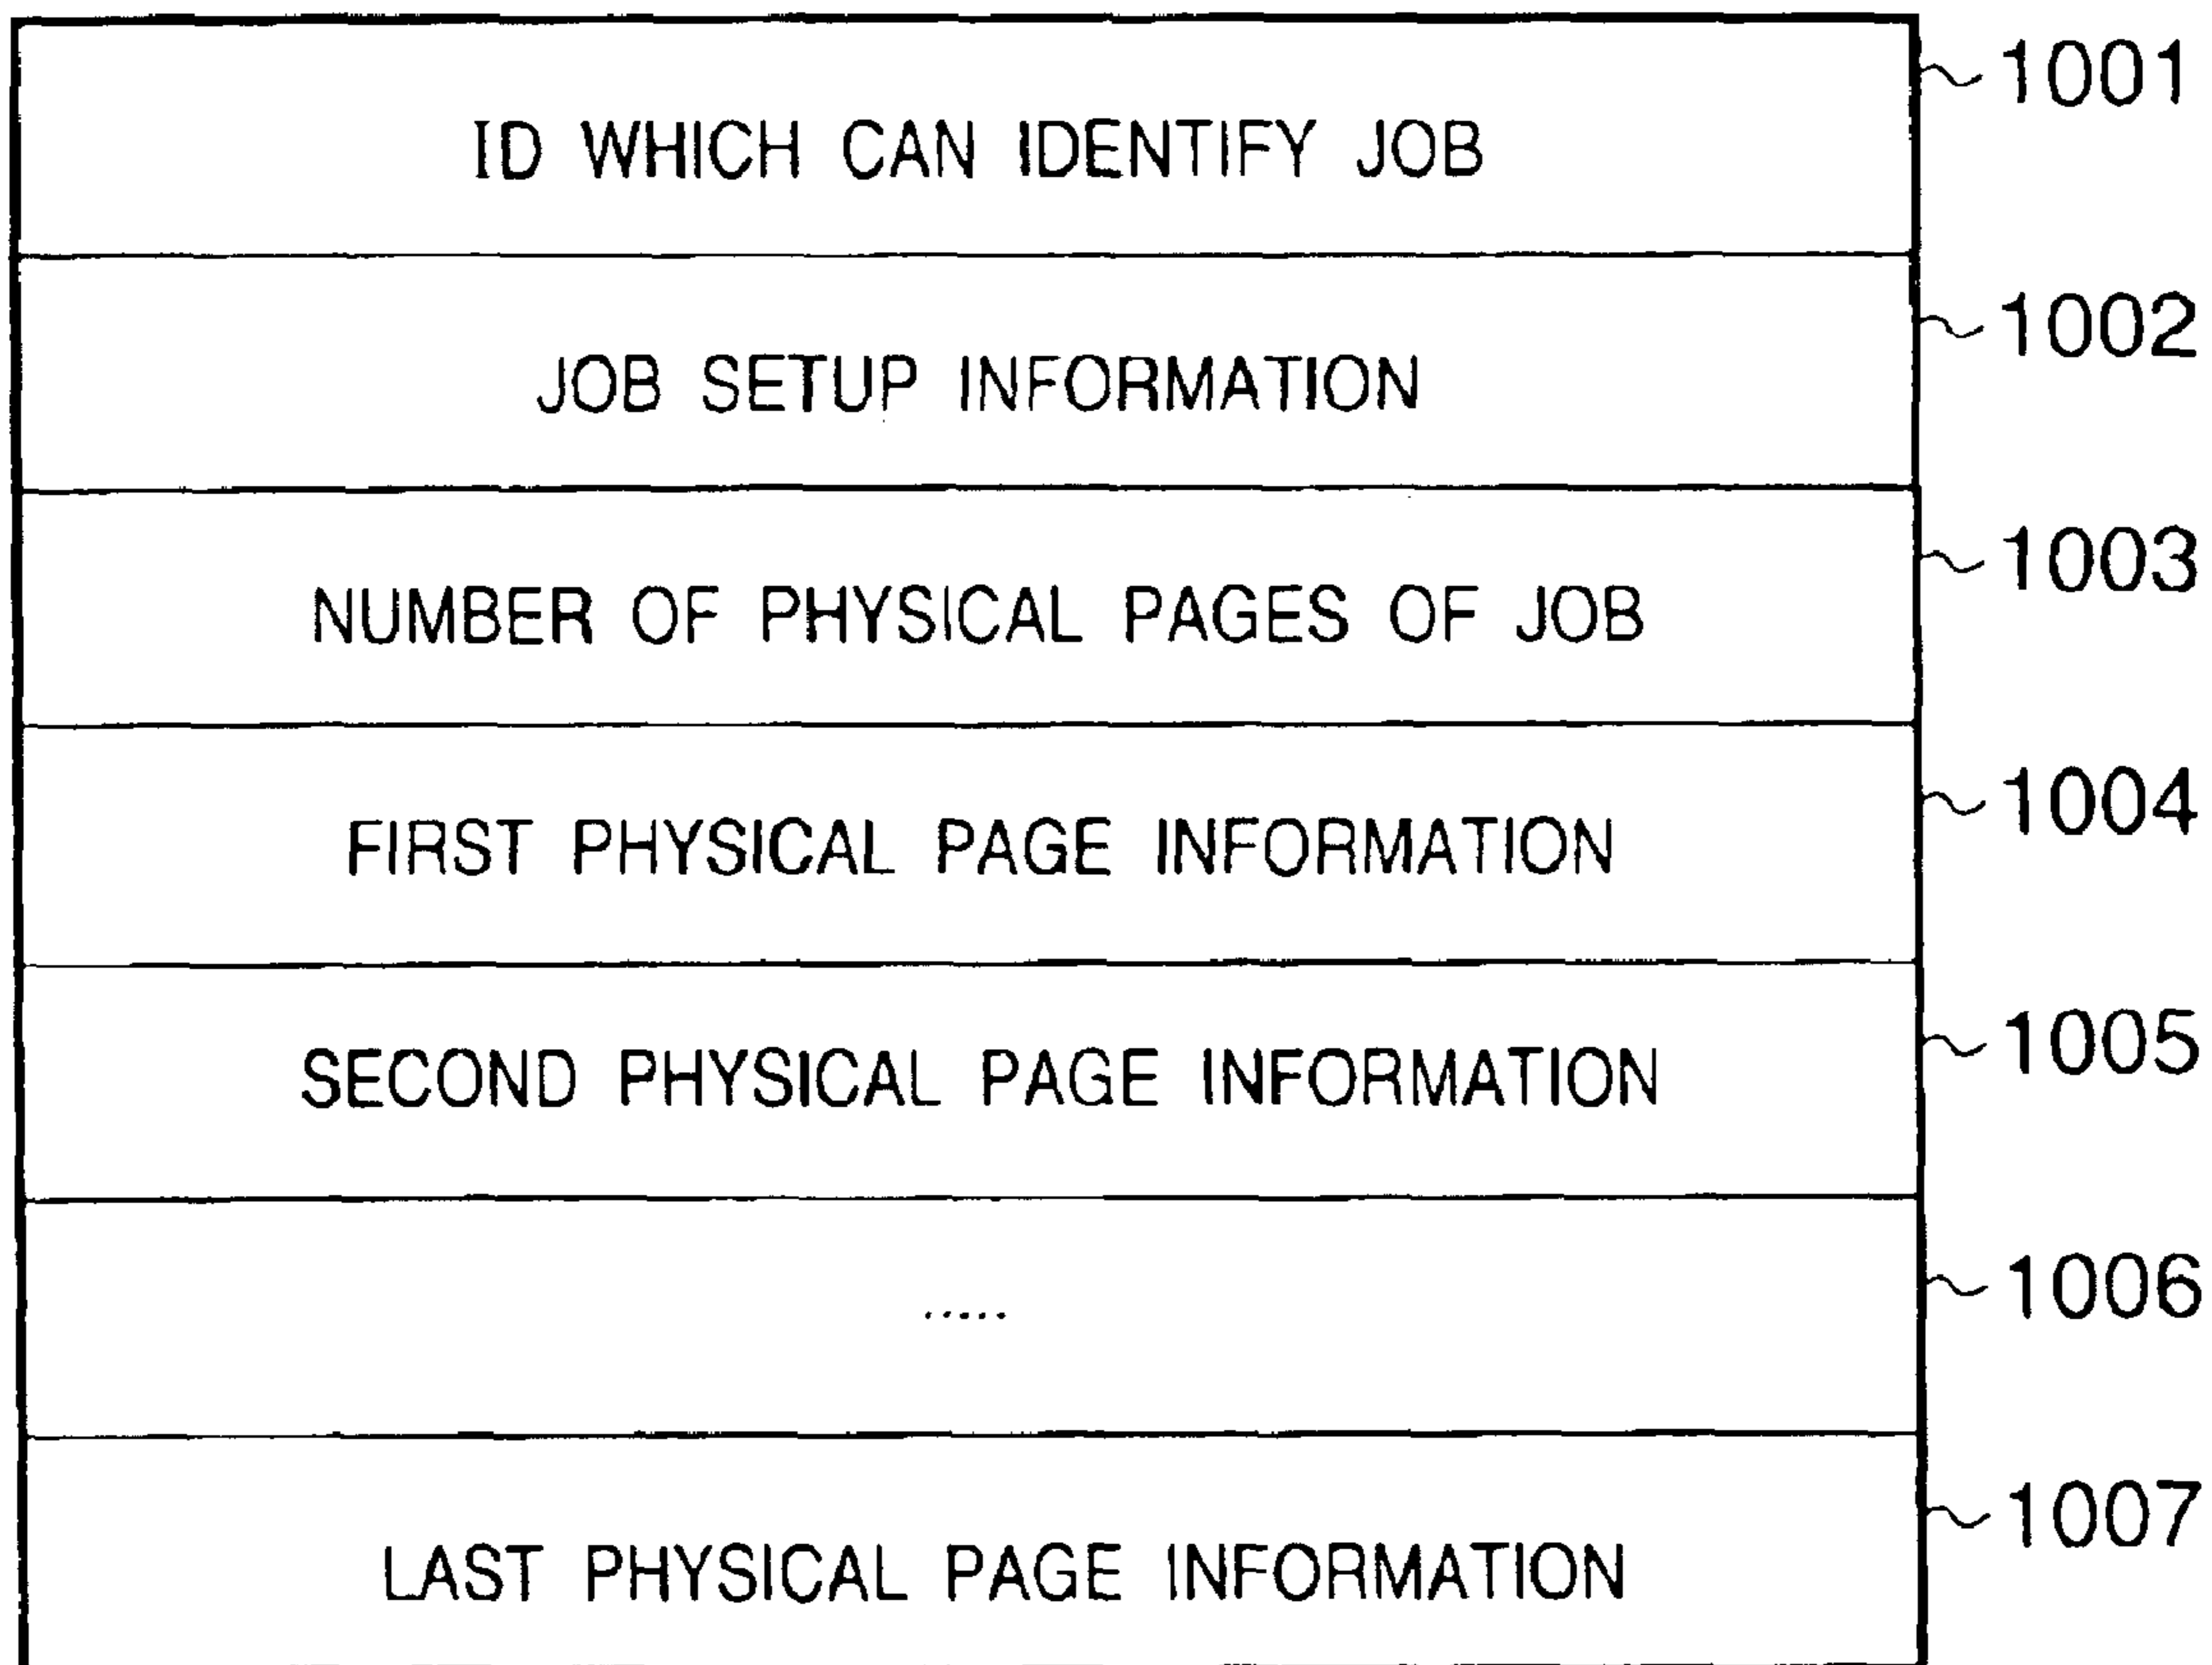 1001
ID WHICH CAN IDENTIFY JOB
1002
JOB SETUP INFORMATION
1003
NUMBER OF PHYSICAL PAGES OF JOB
1004
FIRST PHYSICAL PAGE INFORMATION
1005
SECOND PHYSICAL PAGE INFORMATION
1006
.....
1007
LAST PHYSICAL PAGE INFORMATION